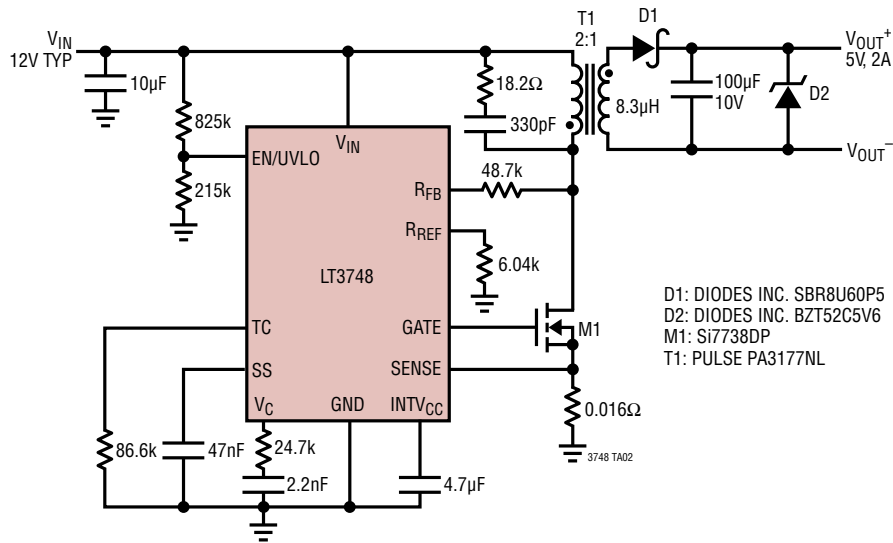 VIN
12V TYP
10µF
825k
215k
EN/UVLO
VIN
18.2Ω
330pF
T1
2:1
8.3µH
D1
100µF
10V
D2
VOUT+
5V, 2A
VOUT−
RFB
48.7k
RREF
6.04k
LT3748
TC
GATE
M1
SS
SENSE
VC
GND
INTVCC
0.016Ω
86.6k
47nF
24.7k
2.2nF
4.7µF
3748 TA02
D1: DIODES INC. SBR8U60P5
D2: DIODES INC. BZT52C5V6
M1: Si7738DP
T1: PULSE PA3177NL